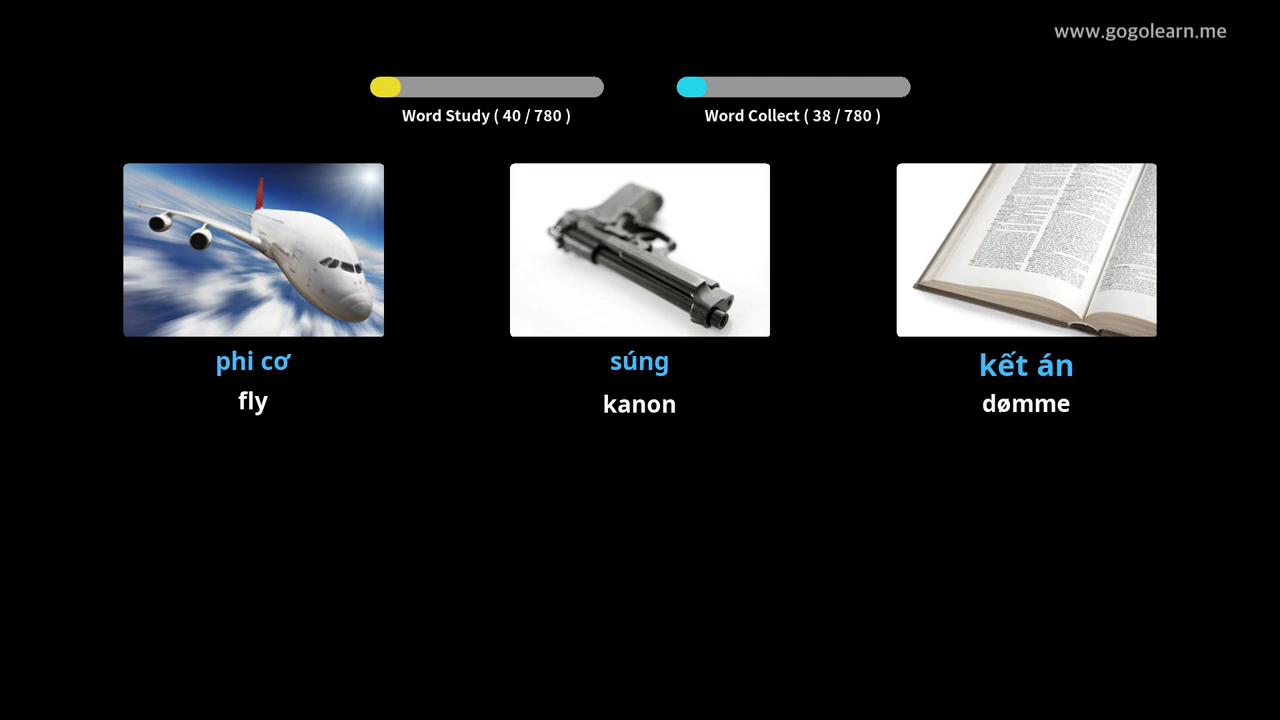 www.gogolearn.me
Word Study ( 40 / 780 )
Word Collect ( 38 / 780 )
phi cơ
súng
kết án
fly
kanon
dømme